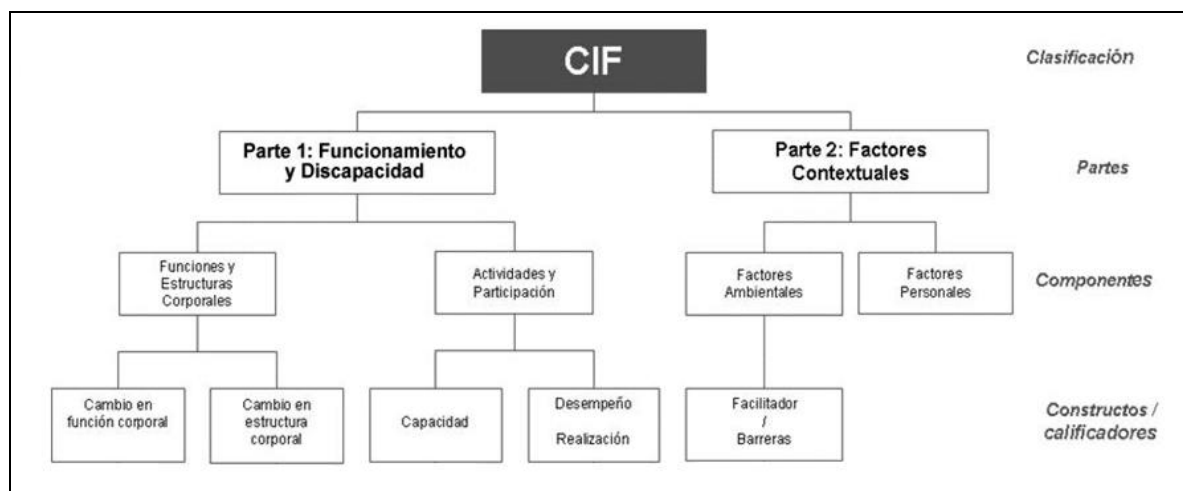 CIF
Clasificación
Parte 1: Funcionamiento
y Discapacidad
Parte 2: Factores
Contextuales
Partes
Funciones y
Estructuras
Corporales
Actividades y
Participación
Factores
Ambientales
Factores
Personales
Componentes
Cambio en
función corporal
Cambio en
estructura
corporal
Capacidad
Desempeño
Realización
Facilitador
/
Barreras
Constructos /
calificadores